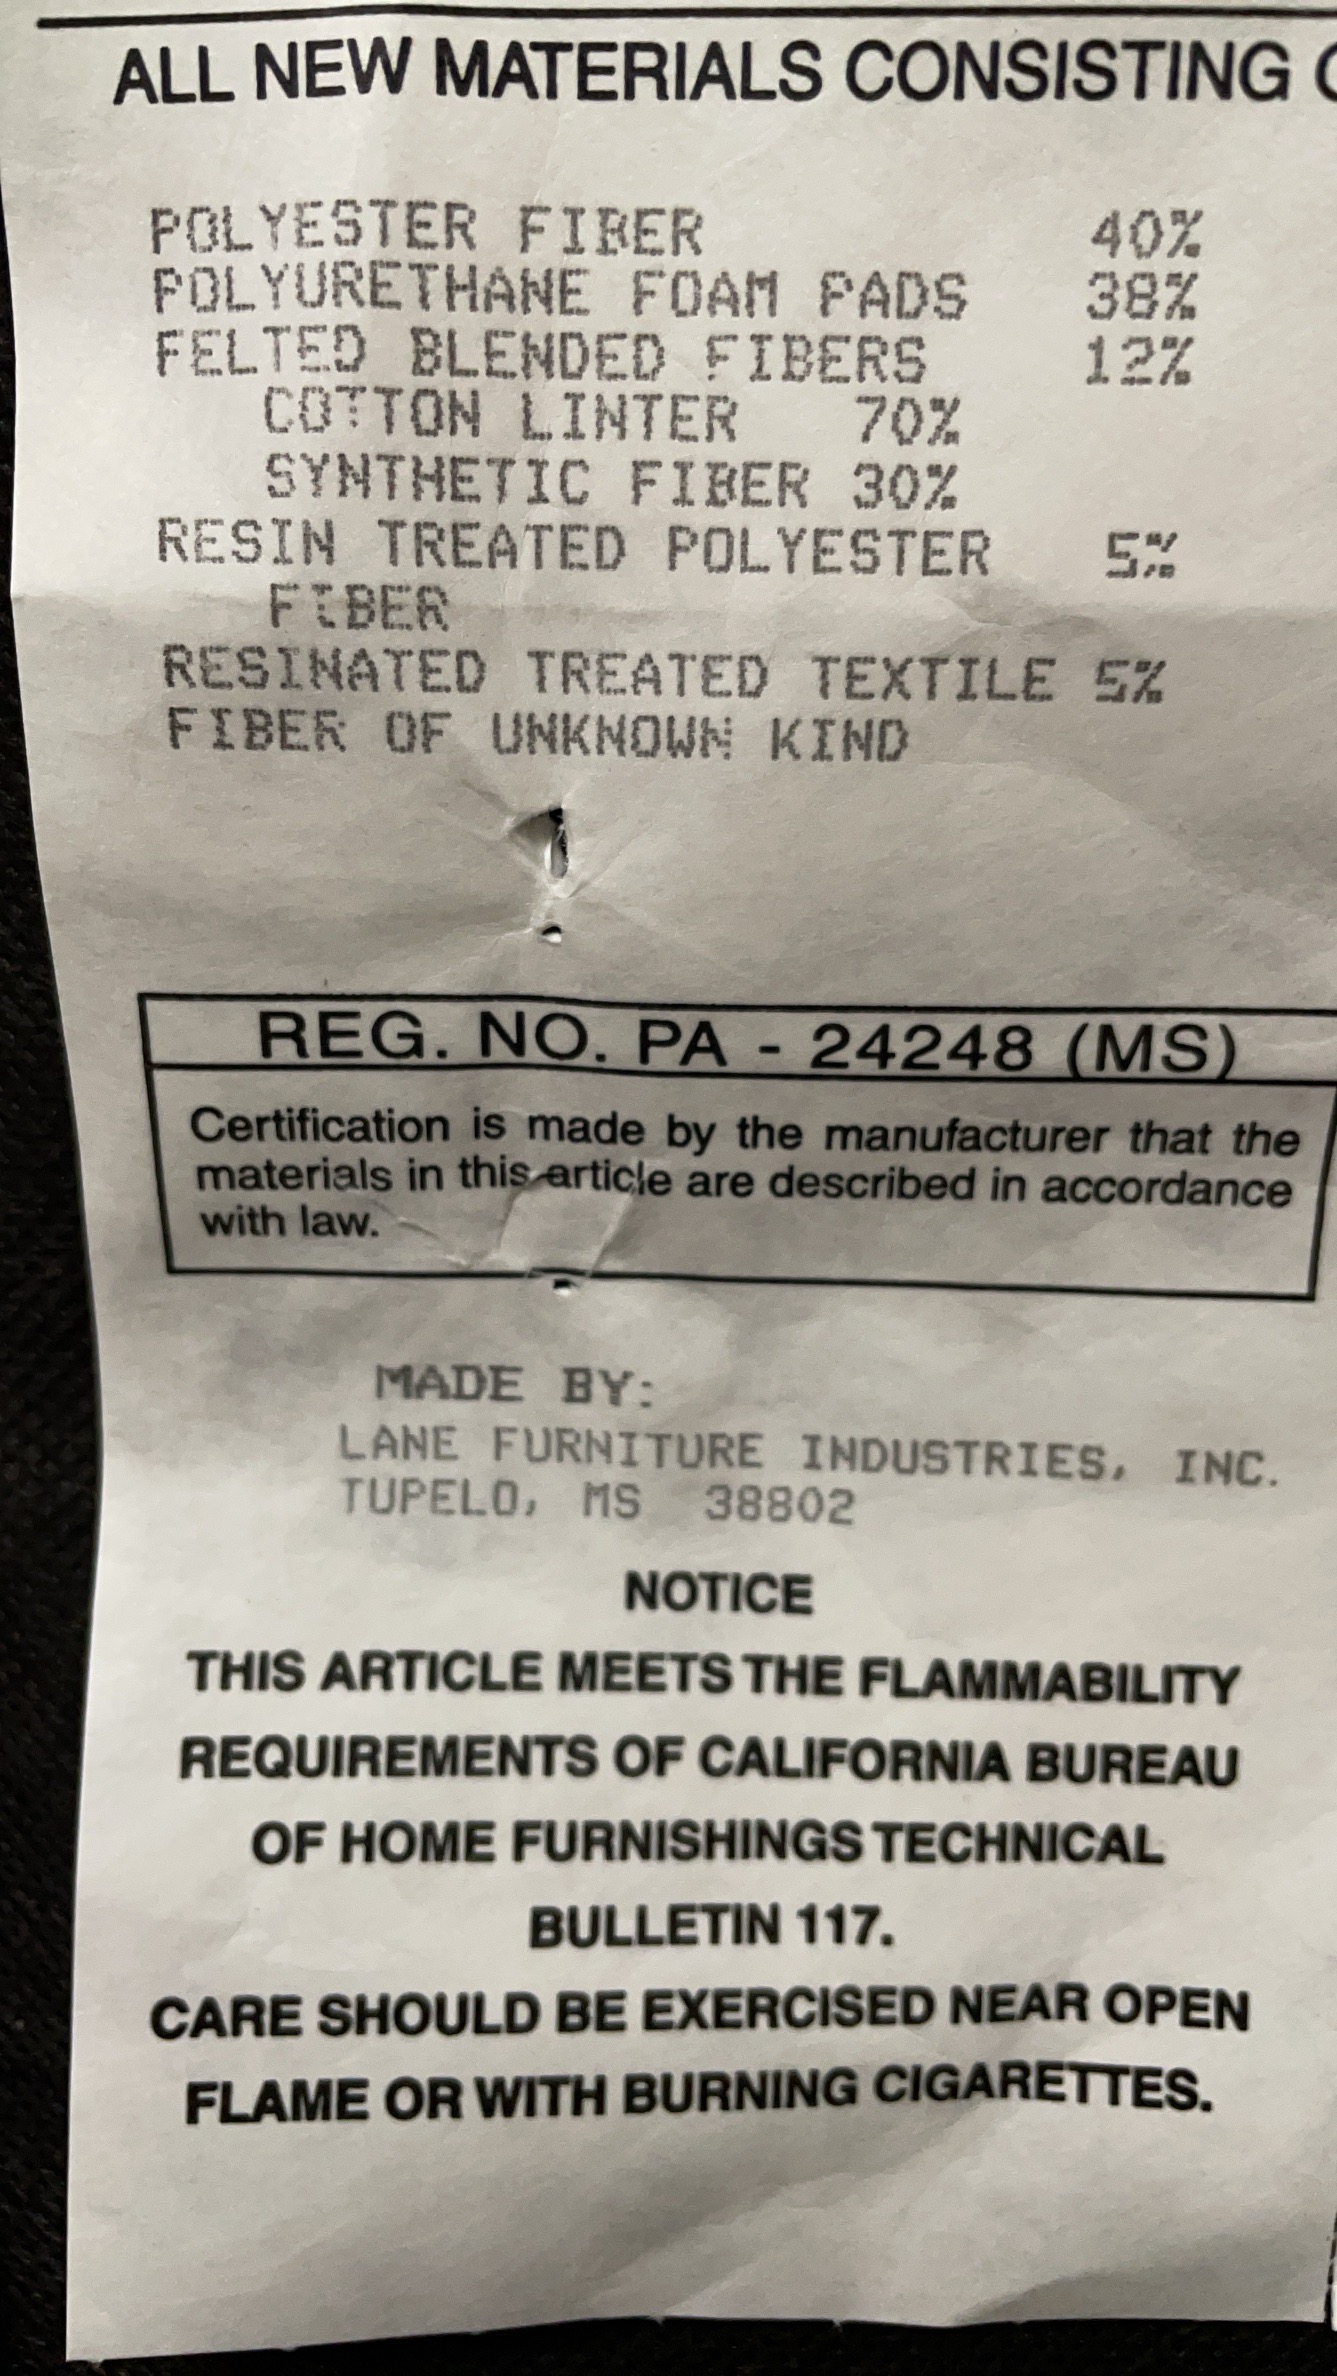 ALL NEW MATERIALS CONSISTING
POLYESTER FIBER 40%
POLYURETHANE FOAM PADS 38%
FELTED BLENDED FIBERS 12%
COTTON LINTER 70%
SYNTHETIC FIBER 30%
RESIN TREATED POLYESTER 5%
FIBER
RESINATED TREATED TEXTILE 5%
FIBER OF UNKNOWN KIND
REG. NO. PA - 24248 (MS)
Certification is made by the manufacturer that the
materials in this article are described in accordance
with law.
MADE BY:
LANE FURNITURE INDUSTRIES, INC.
TUPELO, MS 38802
NOTICE
THIS ARTICLE MEETS THE FLAMMABILITY
REQUIREMENTS OF CALIFORNIA BUREAU
OF HOME FURNISHINGS TECHNICAL
BULLETIN 117.
CARE SHOULD BE EXERCISED NEAR OPEN
FLAME OR WITH BURNING CIGARETTES.